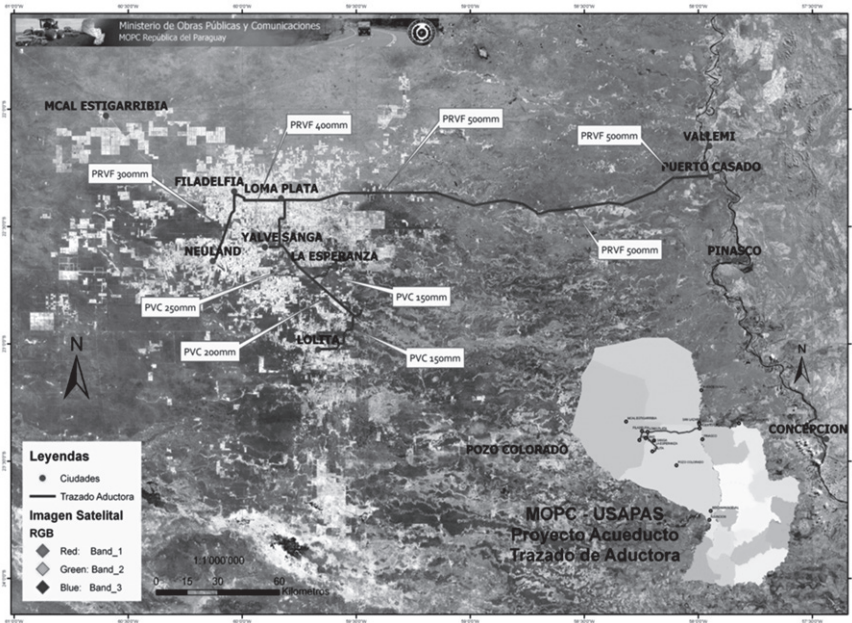 Ministerio de Obras Públicas y Comunicaciones
MOPC República del Paraguay
MCAL ESTIGARRIBIA
PRVF 400mm
PRVF 500mm
PRVF 500mm
VALLEMI
PUERTO CASADO
PRVF 300mm
FILADELFIA
LOMA PLATA
YALVE SANGA
NEULAND
LA ESPERANZA
PRVF 500mm
PINASCO
PVC 250mm
PVC 150mm
PVC 200mm
LOLITA
PVC 150mm
N
N
CONCEPCION
POZO COLORADO
Leyendas
Ciudades
Trazado Aductora
Imagen Satelital
RGB
Red: Band_1
Green: Band_2
Blue: Band_3
1:1.000'000
0 15 30 60
Kilómetros
MOPC - USAPAS
Proyecto Acueducto
Trazado de Aductora